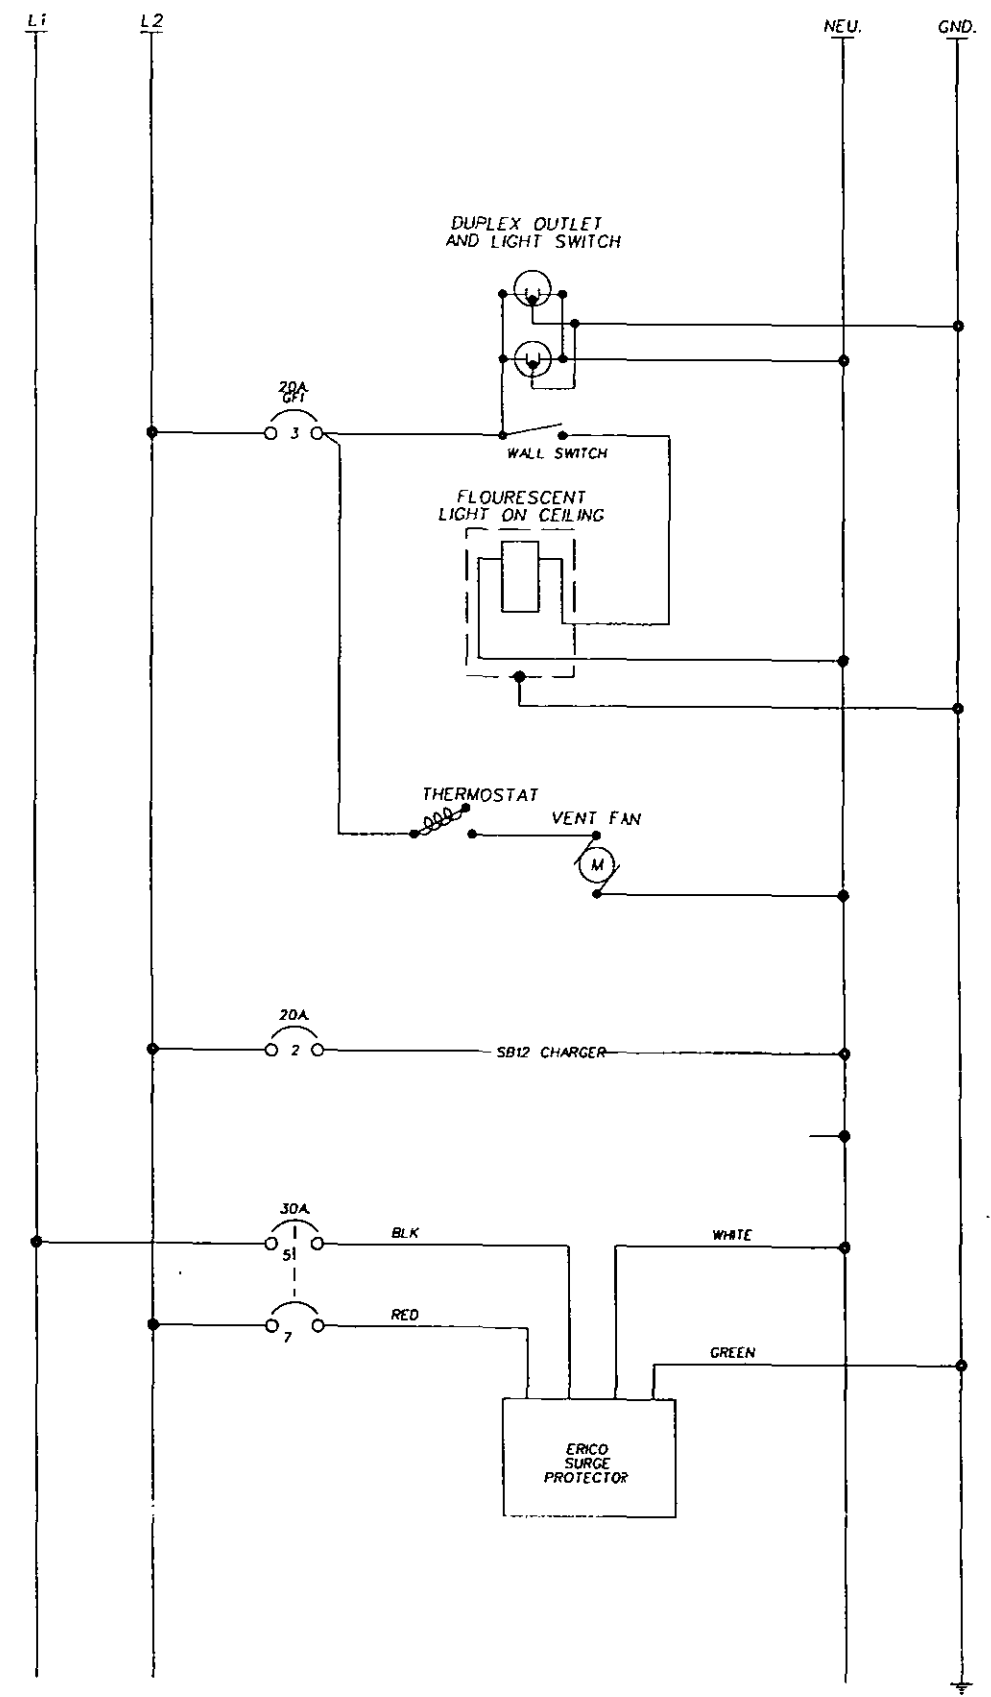 L1
L2
NEU.
GND.
DUPLEX OUTLET
AND LIGHT SWITCH
20A
GFI
3
WALL SWITCH
FLOURESCENT
LIGHT ON CEILING
THERMOSTAT
VENT FAN
M
20A
2
SB12 CHARGER
30A
5
BLK
WHITE
7
RED
GREEN
ERICO
SURGE
PROTECTOR